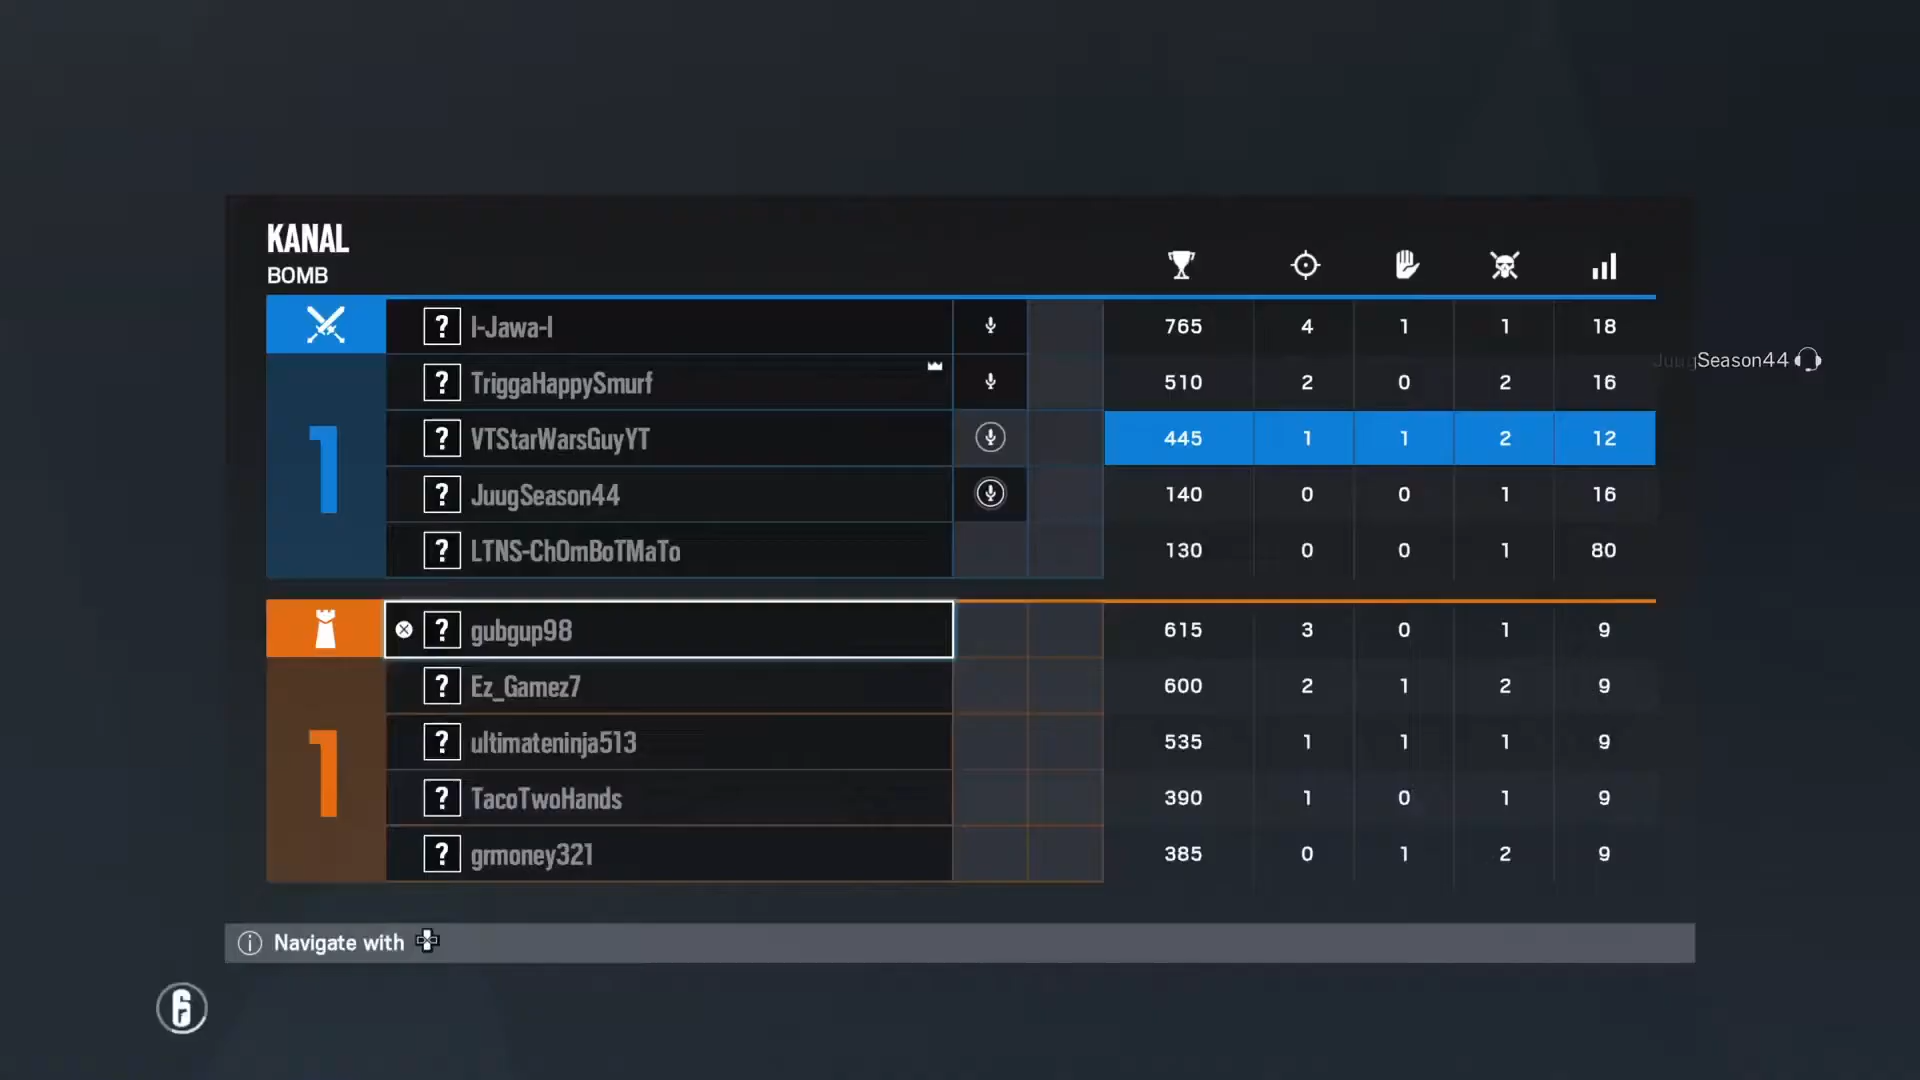 KANAL
BOMB
? I-Jawa-I 765 4 1 1 18
JuugSeason44
? TriggaHappySmurf 510 2 0 2 16
1
? VTStarWarsGuyYT 445 1 1 2 12
? JuugSeason44 140 0 0 1 16
? LTNS-Ch0mBoTMaTo 130 0 0 1 80
? gubgup98 615 3 0 1 9
? Ez_Gamez7 600 2 1 2 9
1
? ultimateninja513 535 1 1 1 9
? TacoTwoHands 390 1 0 1 9
? grmoney321 385 0 1 2 9
Navigate with
6